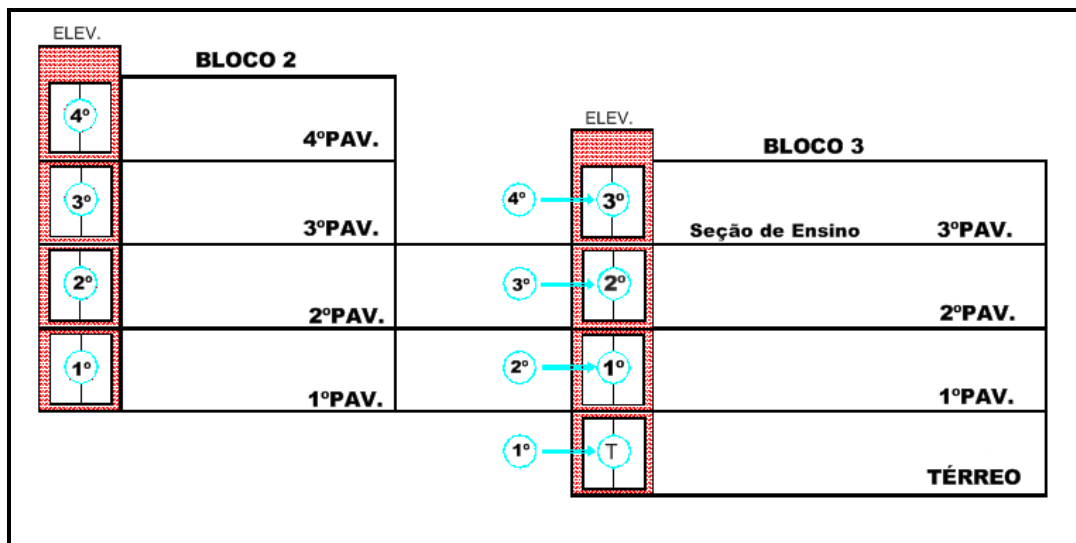 ELEV.
BLOCO 2
4º
4ºPAV.
3º
3ºPAV.
2º
2ºPAV.
1º
1ºPAV.
ELEV.
BLOCO 3
4º
3º
Seção de Ensino
3ºPAV.
3º
2º
2ºPAV.
2º
1º
1ºPAV.
1º
T
TÉRREO